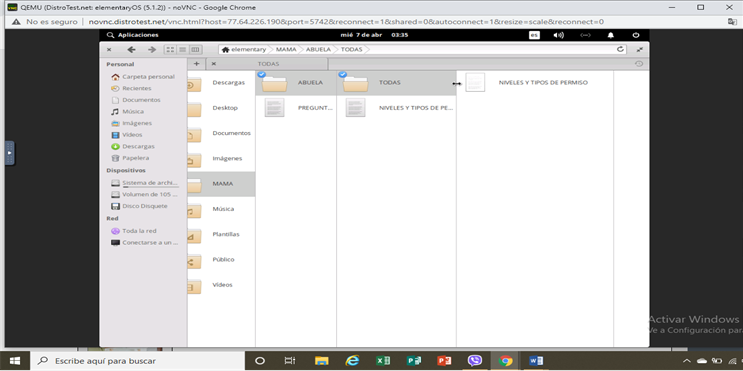 QEMU (DistroTest.net: elementaryOS (5.1.2)) - noVNC - Google Chrome
No es seguro | novnc.distrotest.net/vnc.html?host=77.64.226.190&port=5742&reconnect=1&shared=0&autoconnect=1&resize=scale&reconnect=0
Aplicaciones mié 7 de abr 03:35 es
elementary MAMA ABUELA TODAS
Personal
Carpeta personal
Recientes
Documentos
Música
Imágenes
Vídeos
Descargas
Papelera
Dispositivos
Sistema de archi...
Volumen de 105 ...
Disco Disquete
Red
Toda la red
Conectarse a un ...
TODAS
Descargas
Desktop
Documentos
Imágenes
MAMA
Música
Plantillas
Público
Vídeos
ABUELA
PREGUNT...
TODAS
NIVELES Y TIPOS DE PE...
NIVELES Y TIPOS DE PERMISO
Activar Windows
Ve a Configuración par
Escribe aquí para buscar